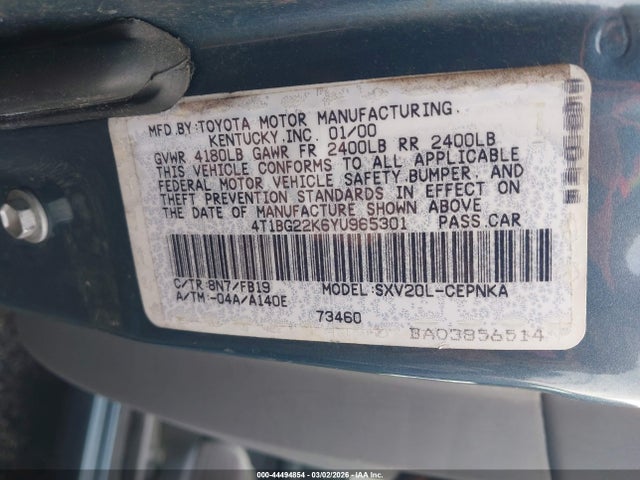 MFD.BY:TOYOTA MOTOR MANUFACTURING.
KENTUCKY.INC. 01/00
GVWR 4180LB GAWR FR 2400LB RR 2400LB
THIS VEHICLE CONFORMS TO ALL APPLICABLE
FEDERAL MOTOR VEHICLE SAFETY.BUMPER, AND
THEFT PREVENTION STANDARDS IN EFFECT ON
THE DATE OF MANUFACTURE SHOWN ABOVE
4T1BG22K6YU965301 PASS.CAR
C/TR:8N7/FB19 MODEL:SXV20L-CEPNKA
A/TM:-04A/A140E
73460
BA03856514
000-44494854 | 03/02/2026 | IAA Inc.